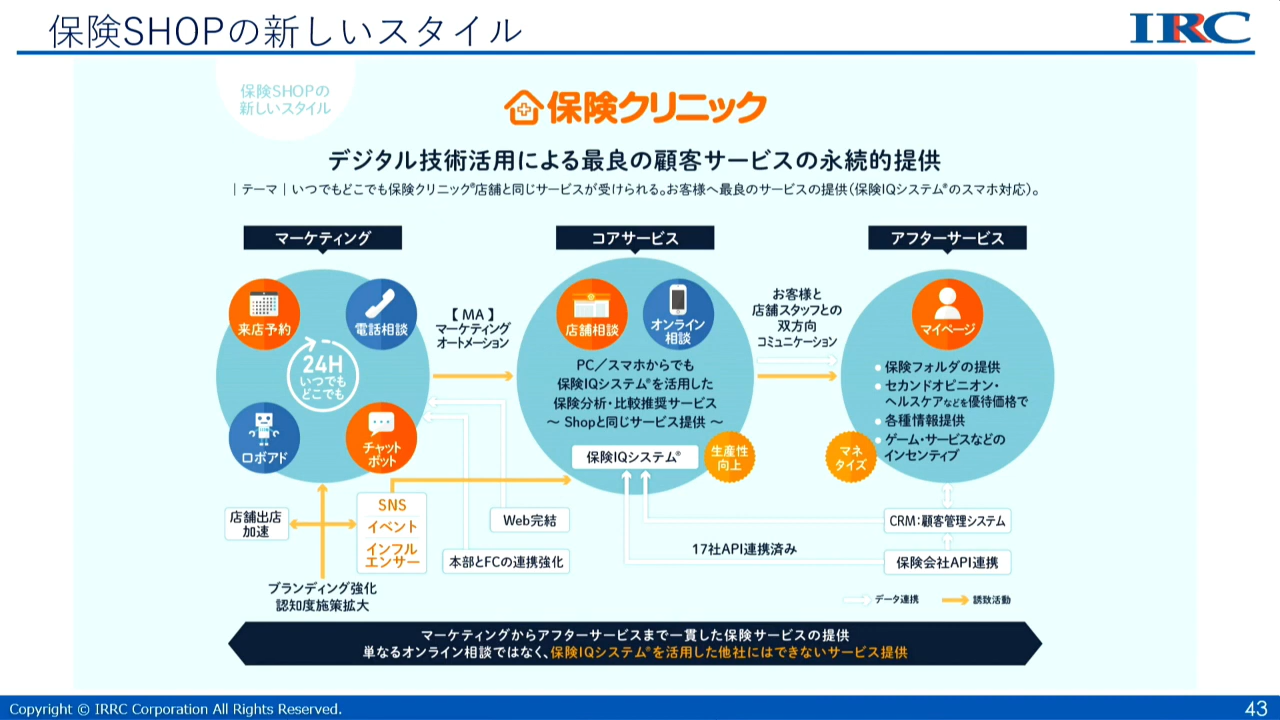 保険SHOPの新しいスタイル
IRRC
保険SHOPの
新しいスタイル
保険クリニック
デジタル技術活用による最良の顧客サービスの永続的提供
｜テーマ｜いつでもどこでも保険クリニック®店舗と同じサービスが受けられる。お客様へ最良のサービスの提供（保険IQシステム®のスマホ対応）。
マーケティング
来店予約
電話相談
24H
いつでも
どこでも
ロボアド
チャット
ボット
【 MA 】
マーケティング
オートメーション
コアサービス
店舗相談
オンライン
相談
PC／スマホからでも
保険IQシステム®を活用した
保険分析・比較推奨サービス
～ Shopと同じサービス提供 ～
保険IQシステム®
生産性
向上
お客様と
店舗スタッフとの
双方向
コミュニケーション
アフターサービス
マイページ
● 保険フォルダの提供
● セカンドオピニオン・
ヘルスケアなどを優待価格で
● 各種情報提供
● ゲーム・サービスなどの
インセンティブ
マネ
タイズ
店舗出店
加速
SNS
イベント
インフル
エンサー
Web完結
本部とFCの連携強化
ブランディング強化
認知度施策拡大
17社API連携済み
CRM：顧客管理システム
保険会社API連携
データ連携
誘致活動
マーケティングからアフターサービスまで一貫した保険サービスの提供
単なるオンライン相談ではなく、保険IQシステム®を活用した他社にはできないサービス提供
Copyright © IRRC Corporation All Rights Reserved.
43